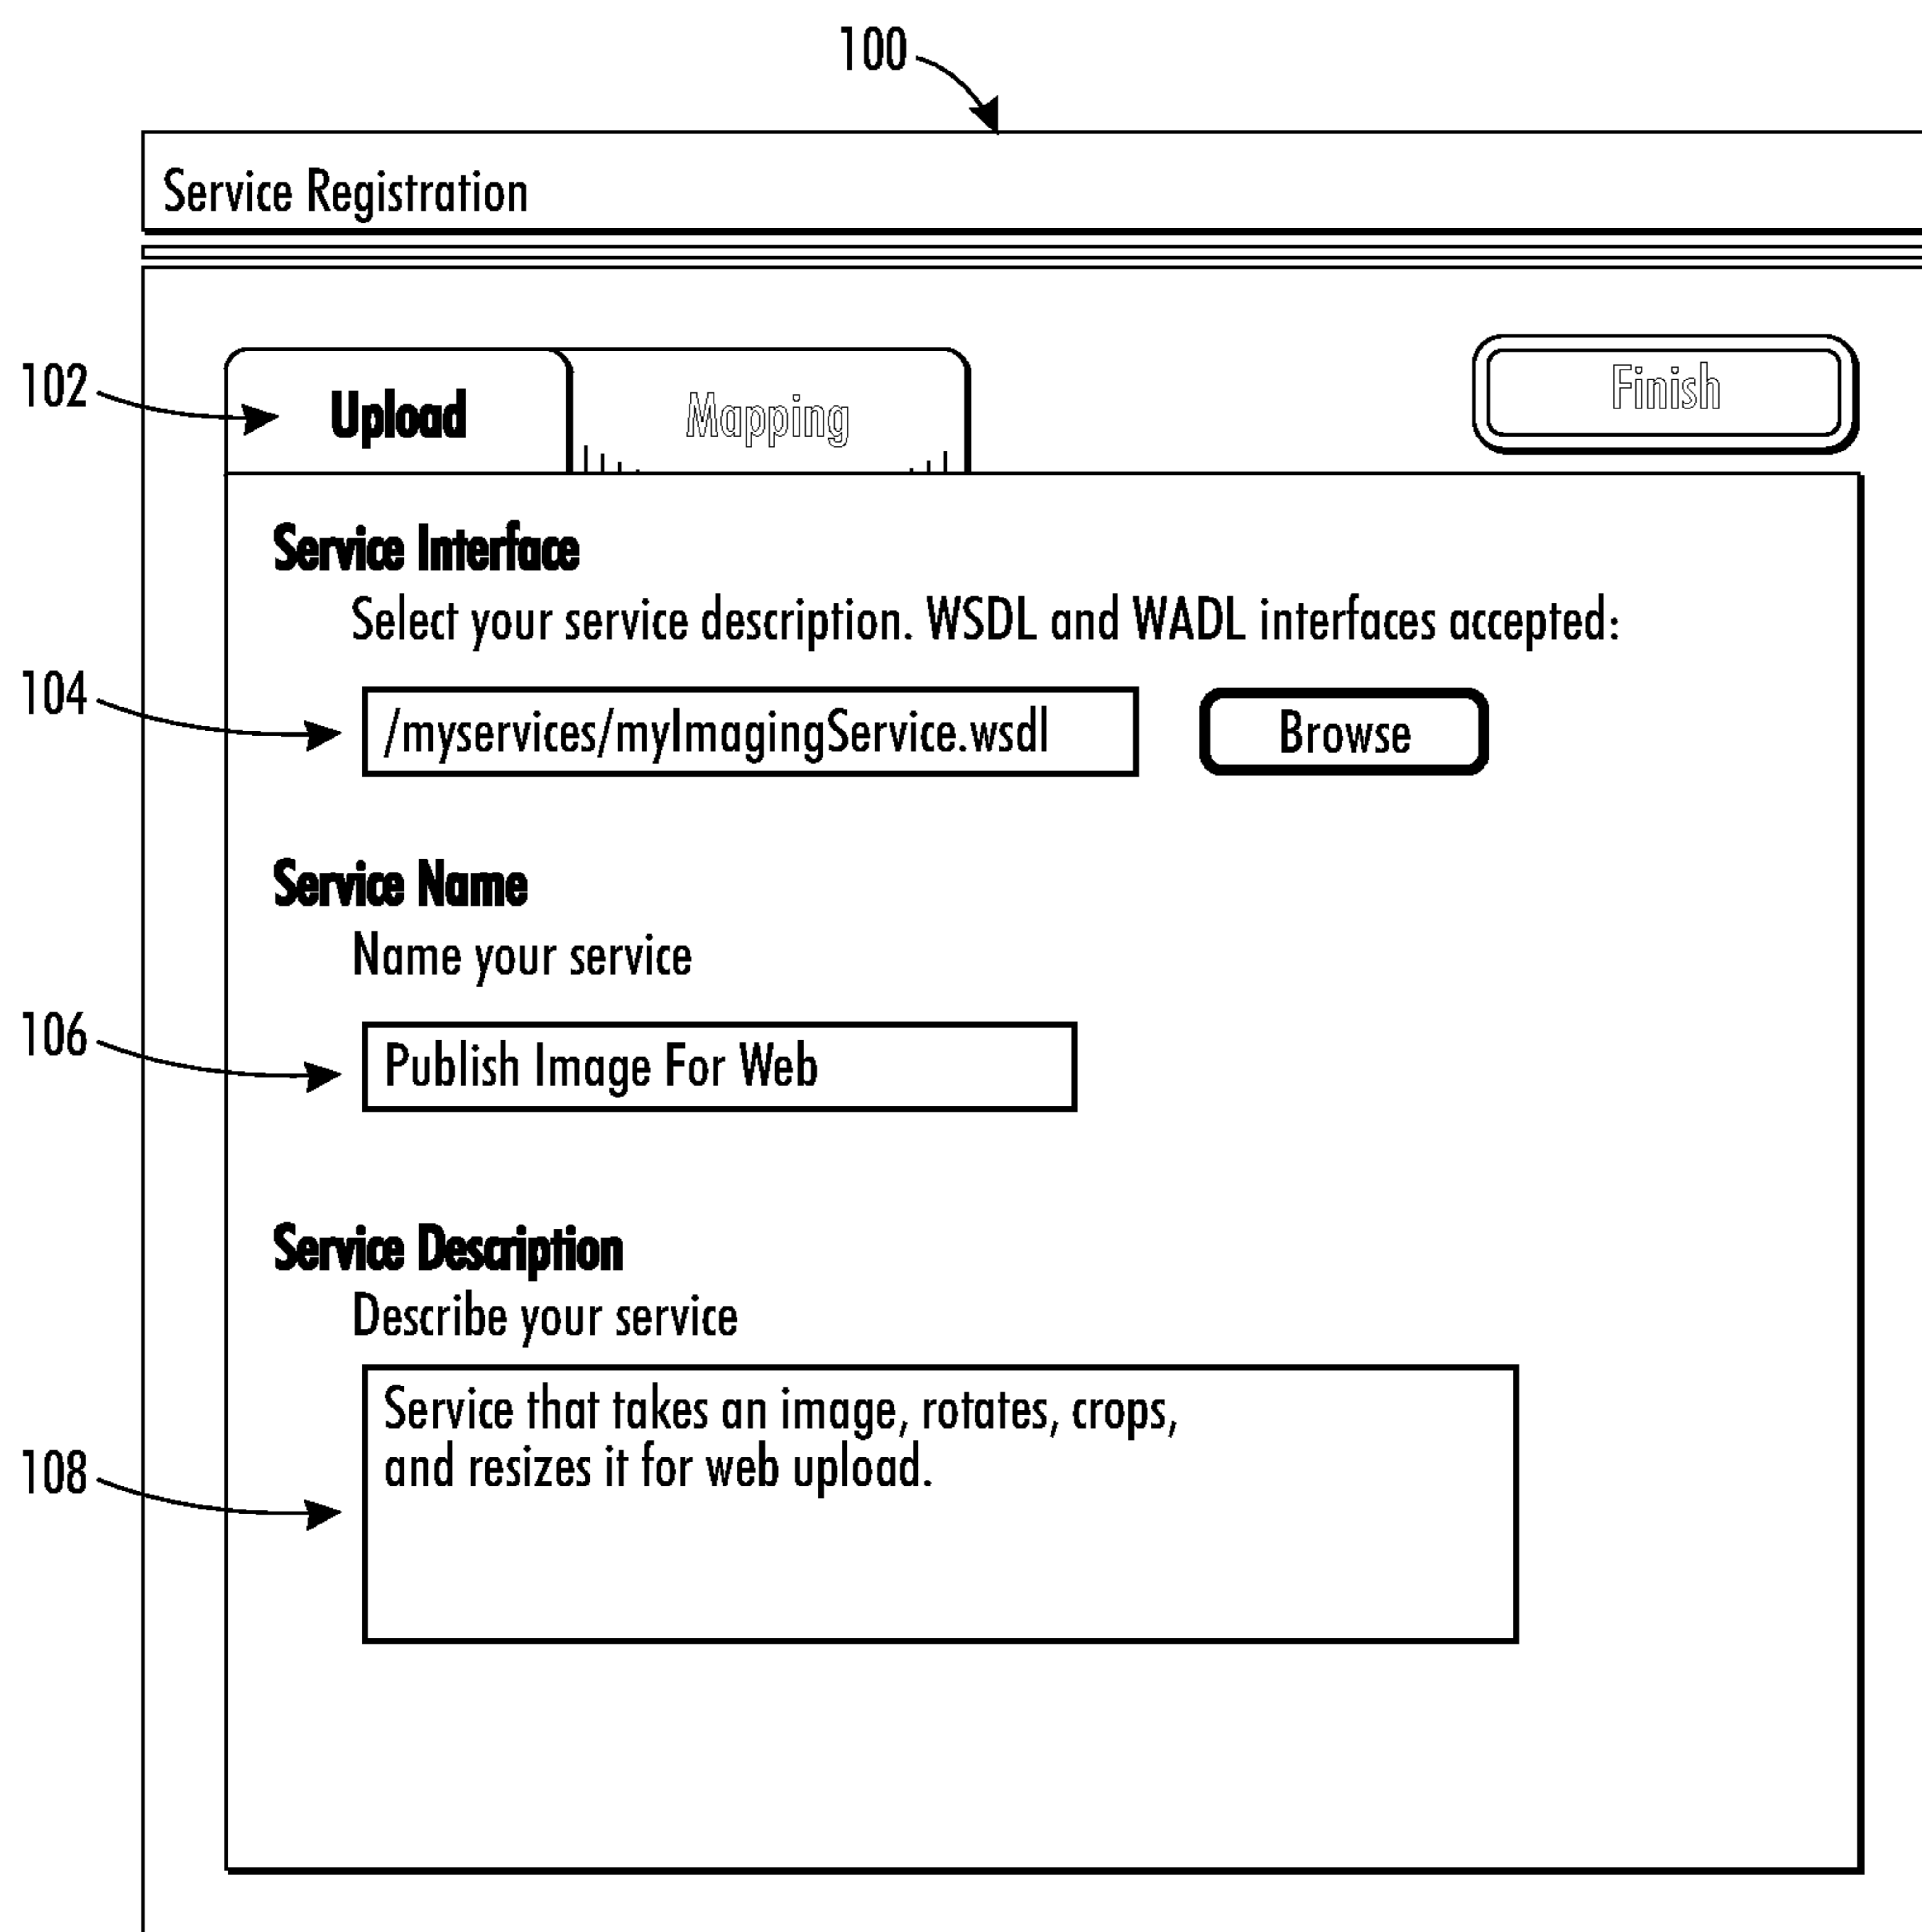 100
Service Registration
102
Upload
Mapping
Finish
Service Interface
Select your service description. WSDL and WADL interfaces accepted:
104
/myservices/myImagingService.wsdl
Browse
Service Name
Name your service
106
Publish Image For Web
Service Description
Describe your service
108
Service that takes an image, rotates, crops,
and resizes it for web upload.